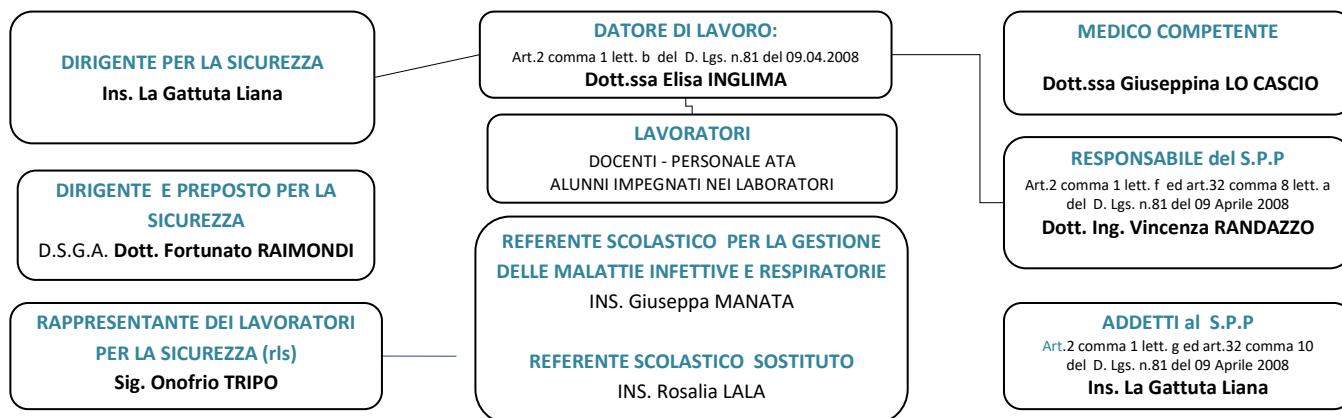 DIRIGENTE PER LA SICUREZZA
Ins. La Gattuta Liana
DIRIGENTE E PREPOSTO PER LA
SICUREZZA
D.S.G.A. Dott. Fortunato RAIMONDI
RAPPRESENTANTE DEI LAVORATORI
PER LA SICUREZZA (rls)
Sig. Onofrio TRIPO
DATORE DI LAVORO:
Art.2 comma 1 lett. b del D. Lgs. n.81 del 09.04.2008
Dott.ssa Elisa INGLIMA
LAVORATORI
DOCENTI - PERSONALE ATA
ALUNNI IMPEGNATI NEI LABORATORI
REFERENTE SCOLASTICO PER LA GESTIONE
DELLE MALATTIE INFETTIVE E RESPIRATORIE
INS. Giuseppa MANATA
REFERENTE SCOLASTICO SOSTITUTO
INS. Rosalia LALA
MEDICO COMPETENTE
Dott.ssa Giuseppina LO CASCIO
RESPONSABILE del S.P.P
Art.2 comma 1 lett. f ed art.32 comma 8 lett. a
del D. Lgs. n.81 del 09 Aprile 2008
Dott. Ing. Vincenza RANDAZZO
ADDETTI al S.P.P
Art.2 comma 1 lett. g ed art.32 comma 10
del D. Lgs. n.81 del 09 Aprile 2008
Ins. La Gattuta Liana